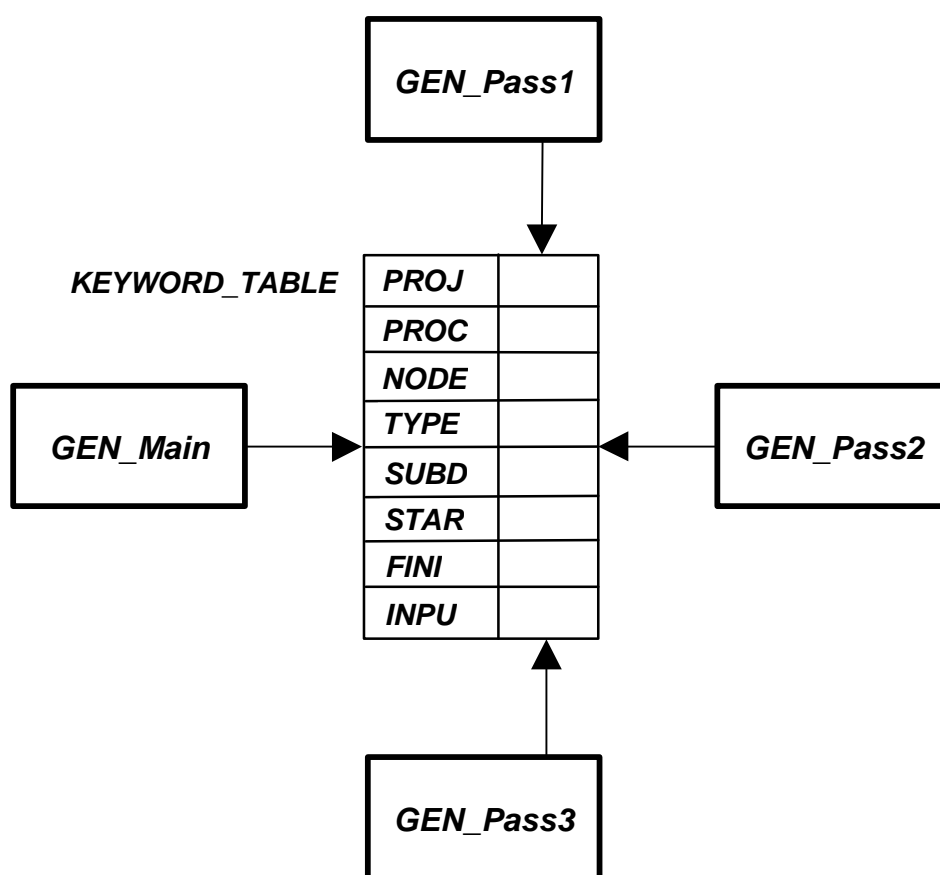 GEN_Pass1
KEYWORD_TABLE
PROJ
PROC
NODE
TYPE
SUBD
STAR
FINI
INPU
GEN_Main
GEN_Pass2
GEN_Pass3